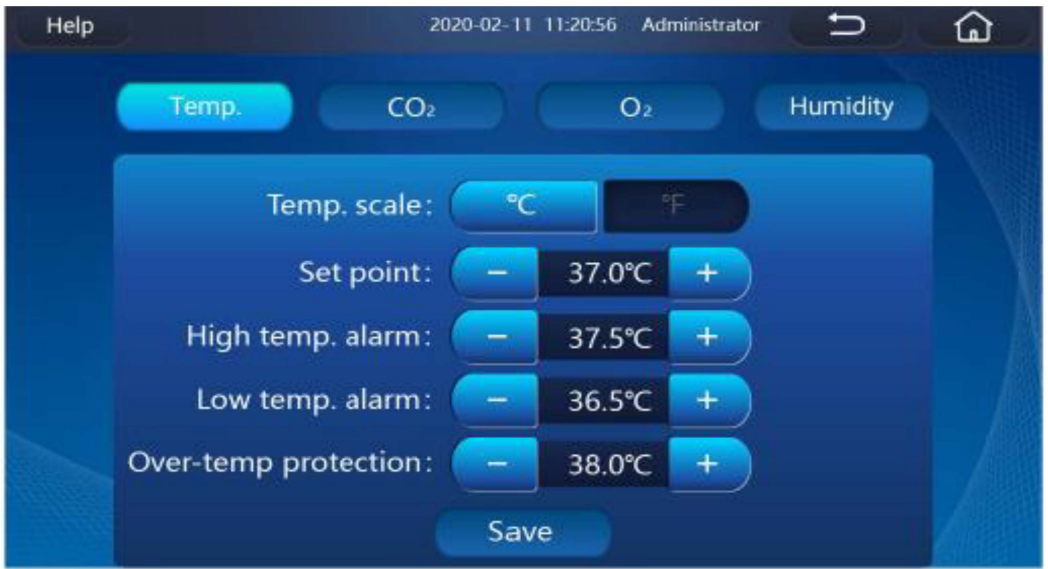 Help 2020-02-11 11:20:56 Administrator
Temp. CO₂ O₂ Humidity
Temp. scale: °C °F
Set point: − 37.0°C +
High temp. alarm: − 37.5°C +
Low temp. alarm: − 36.5°C +
Over-temp protection: − 38.0°C +
Save